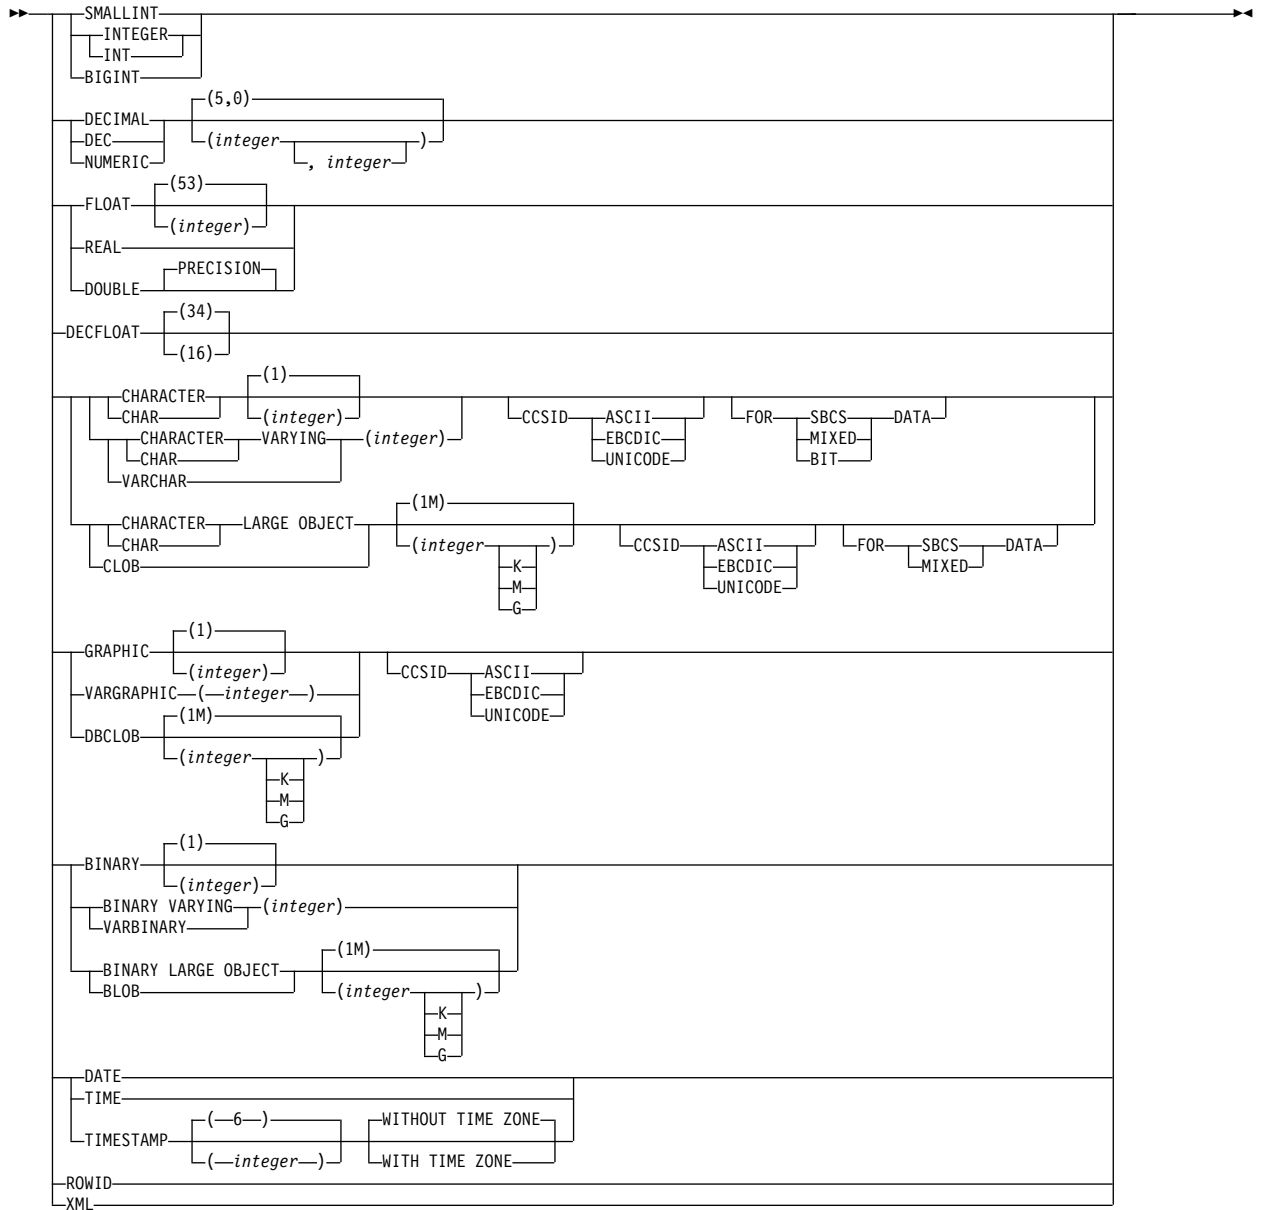 SMALLINT
INTEGER
INT
BIGINT
(5,0)
DECIMAL
DEC (integer )
NUMERIC , integer
(53)
FLOAT
(integer)
REAL
PRECISION
DOUBLE
(34)
DECFLOAT
(16)
(1)
CHARACTER
CHAR (integer) CCSID ASCII FOR SBCS DATA
CHARACTER VARYING (integer) EBCDIC MIXED
CHAR UNICODE BIT
VARCHAR
(1M)
CHARACTER LARGE OBJECT
CHAR (integer ) CCSID ASCII FOR SBCS DATA
CLOB K EBCDIC MIXED
M UNICODE
G
(1)
GRAPHIC
(integer) CCSID ASCII
VARGRAPHIC ( integer ) EBCDIC
(1M) UNICODE
DBCLOB
(integer )
K
M
G
(1)
BINARY
(integer)
BINARY VARYING (integer)
VARBINARY
(1M)
BINARY LARGE OBJECT
BLOB (integer )
K
M
G
DATE
TIME
( 6 ) WITHOUT TIME ZONE
TIMESTAMP
( integer ) WITH TIME ZONE
ROWID
XML